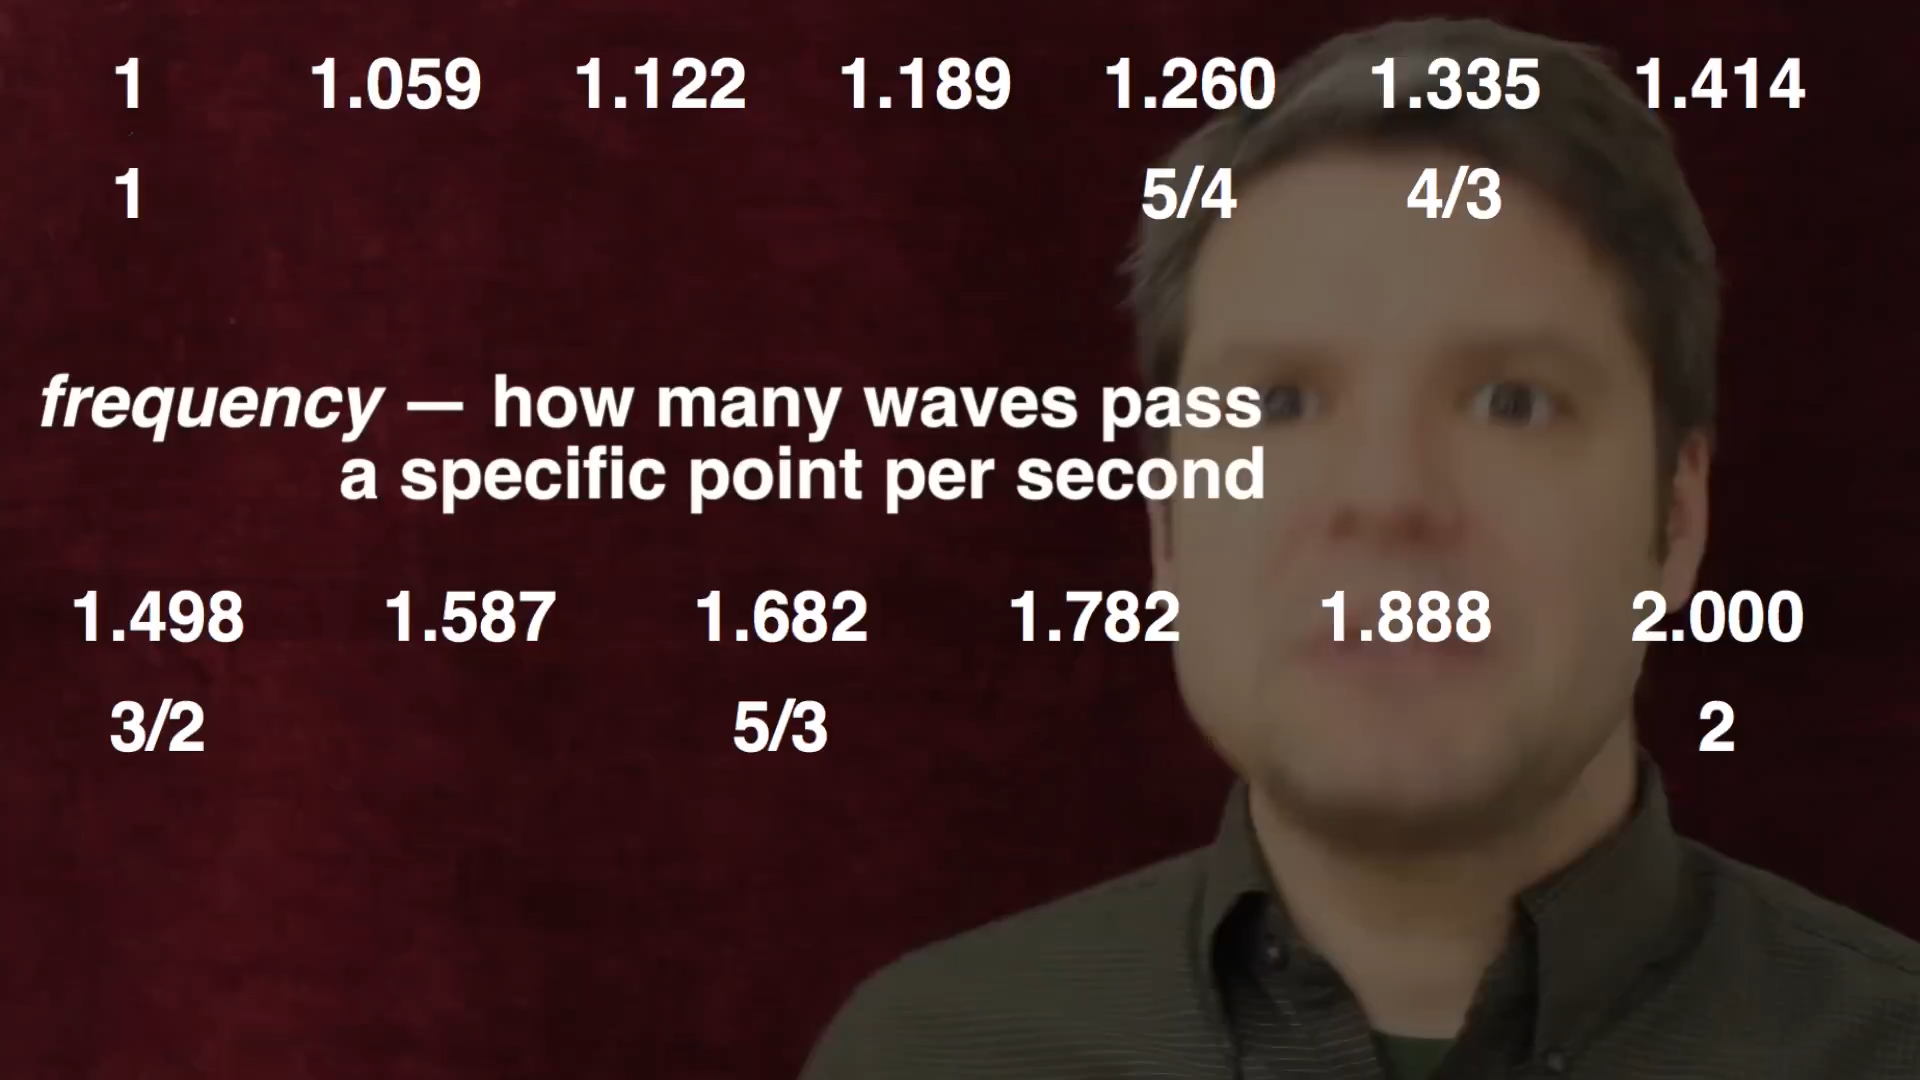 1 1.059 1.122 1.189 1.260 1.335 1.414
1 5/4 4/3
frequency — how many waves pass
a specific point per second
1.498 1.587 1.682 1.782 1.888 2.000
3/2 5/3 2